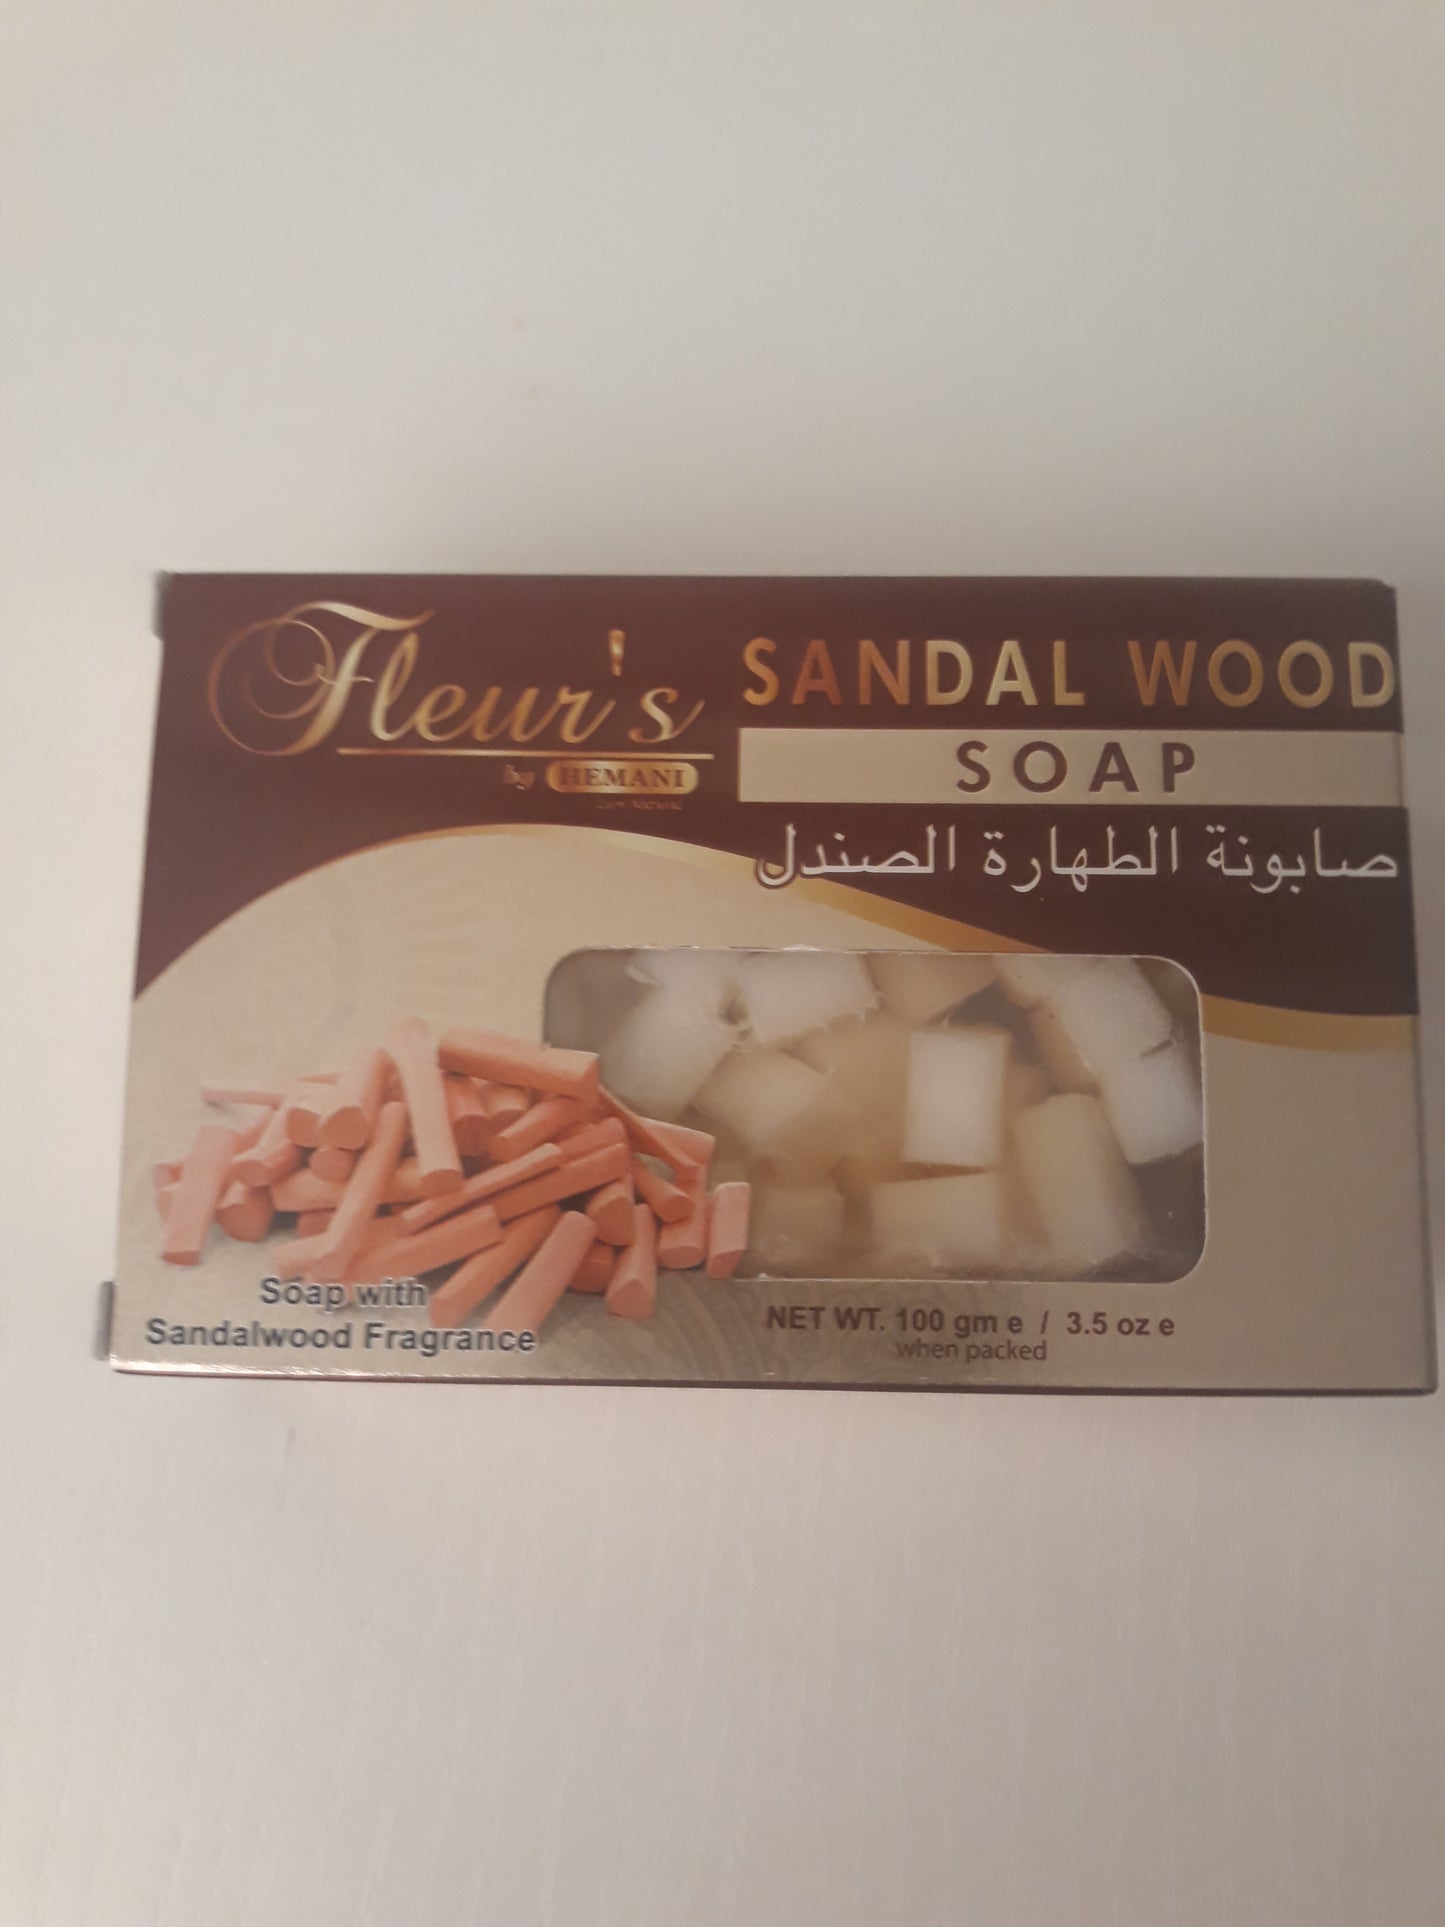 Fleur's
by HEMANI
SANDAL WOOD
SOAP
صابونة الطهارة الصندل
Soap with
Sandalwood Fragrance
NET WT. 100 gm e / 3.5 oz e
when packed